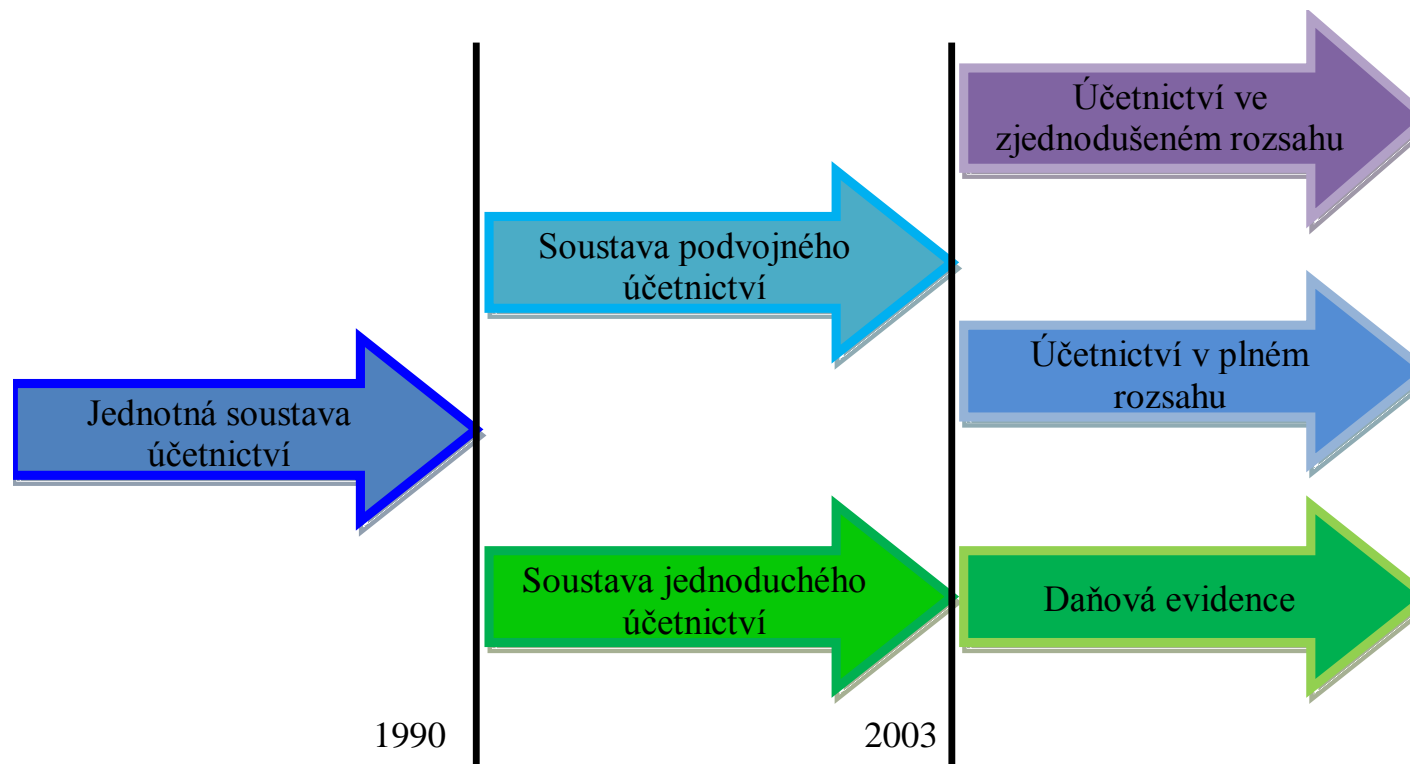 Účetnictví ve
zjednodušeném rozsahu
Soustava podvojného
účetnictví
Účetnictví v plném
rozsahu
Jednotná soustava
účetnictví
Soustava jednoduchého
účetnictví
Daňová evidence
1990
2003